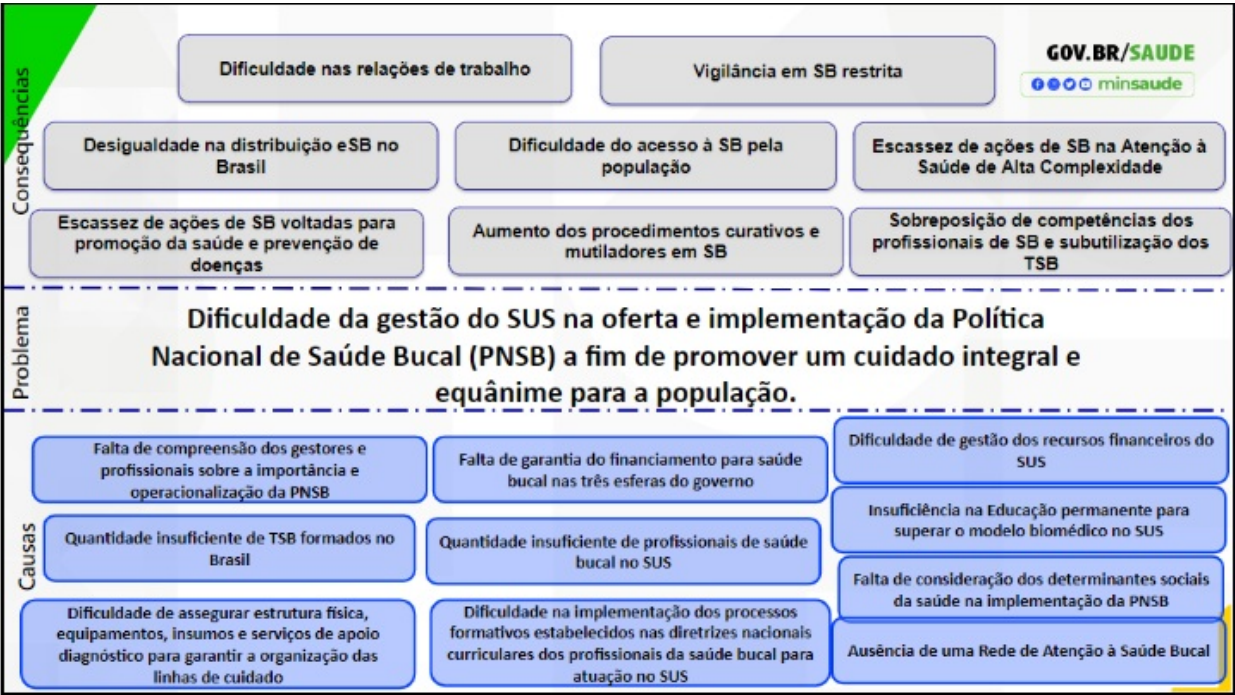 Consequências
Dificuldade nas relações de trabalho
Vigilância em SB restrita
GOV.BR/SAUDE
minsaude
Desigualdade na distribuição eSB no
Brasil
Dificuldade do acesso à SB pela
população
Escassez de ações de SB na Atenção à
Saúde de Alta Complexidade
Escassez de ações de SB voltadas para
promoção da saúde e prevenção de
doenças
Aumento dos procedimentos curativos e
mutiladores em SB
Sobreposição de competências dos
profissionais de SB e subutilização dos
TSB
Problema
Dificuldade da gestão do SUS na oferta e implementação da Política
Nacional de Saúde Bucal (PNSB) a fim de promover um cuidado integral e
equânime para a população.
Causas
Falta de compreensão dos gestores e
profissionais sobre a importância e
operacionalização da PNSB
Falta de garantia do financiamento para saúde
bucal nas três esferas do governo
Dificuldade de gestão dos recursos financeiros do
SUS
Insuficiência na Educação permanente para
superar o modelo biomédico no SUS
Quantidade insuficiente de TSB formados no
Brasil
Quantidade insuficiente de profissionais de saúde
bucal no SUS
Falta de consideração dos determinantes sociais
da saúde na implementação da PNSB
Dificuldade de assegurar estrutura física,
equipamentos, insumos e serviços de apoio
diagnóstico para garantir a organização das
linhas de cuidado
Dificuldade na implementação dos processos
formativos estabelecidos nas diretrizes nacionais
curriculares dos profissionais da saúde bucal para
atuação no SUS
Ausência de uma Rede de Atenção à Saúde Bucal